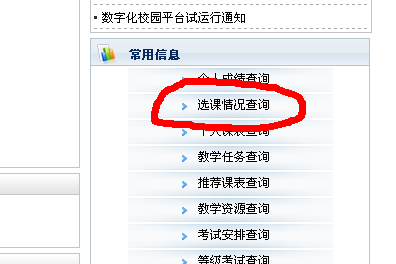 数字化校园平台试运行通知
常用信息
个人成绩查询
选课情况查询
个人课表查询
教学任务查询
推荐课表查询
教学资源查询
考试安排查询
等级考试查询